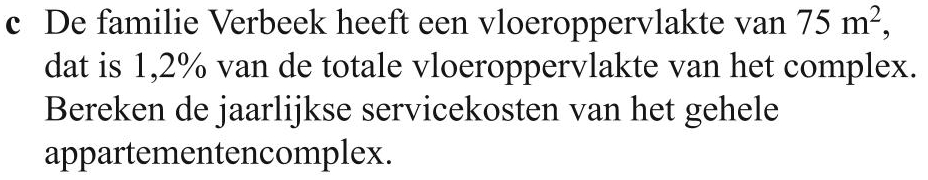 c De familie Verbeek heeft een vloeroppervlakte van 75 m²,
dat is 1,2% van de totale vloeroppervlakte van het complex.
Bereken de jaarlijkse servicekosten van het gehele
appartementencomplex.